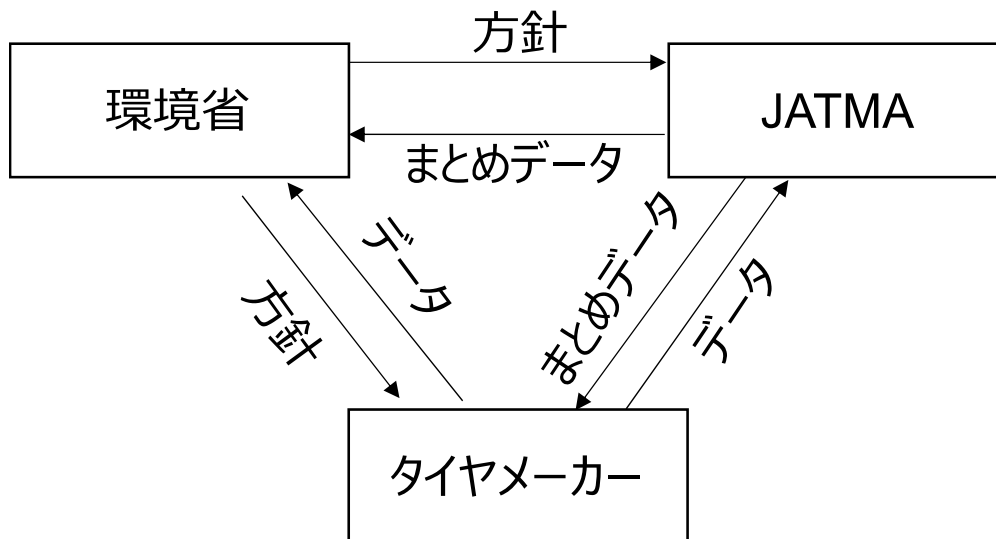 方針
環境省
JATMA
まとめデータ
データ
方針
まとめデータ
データ
タイヤメーカー